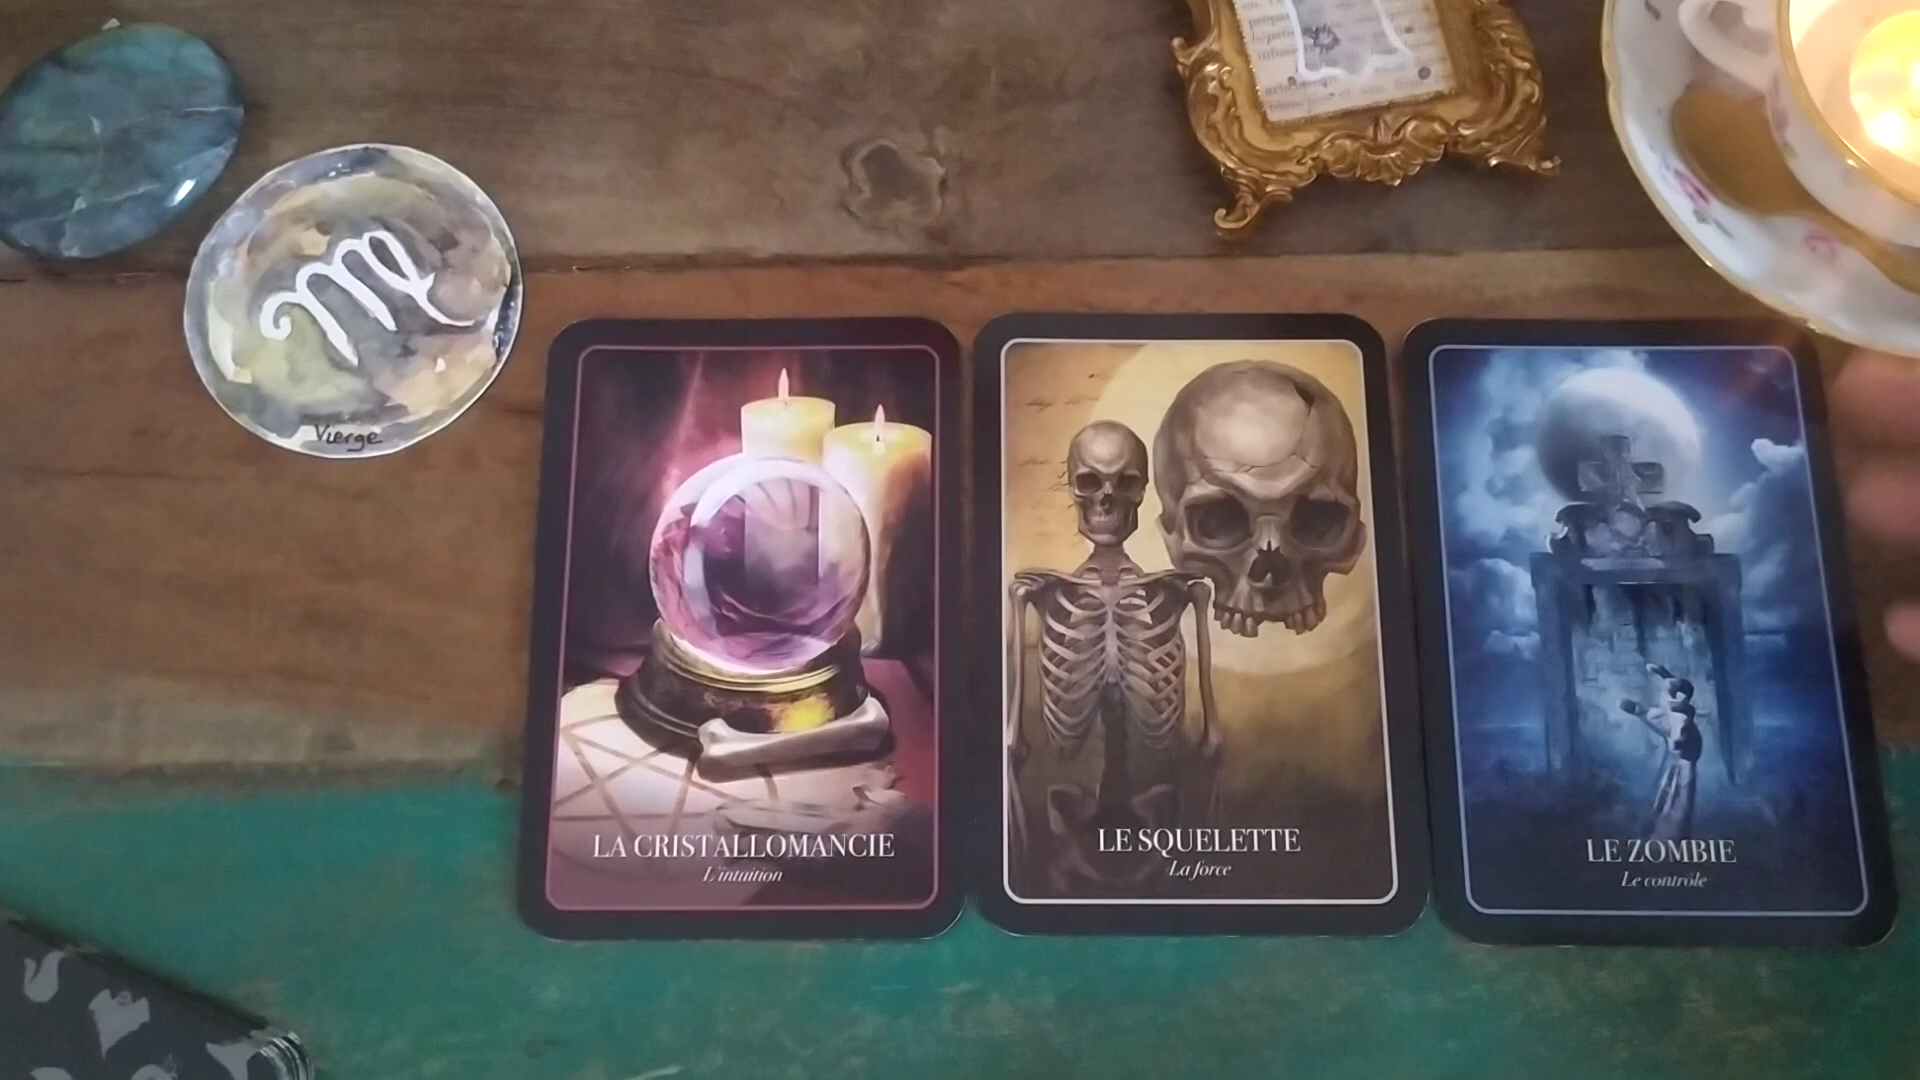 Vierge
LA CRISTALLOMANCIE
L'intuition
LE SQUELETTE
La force
LE ZOMBIE
Le contrôle